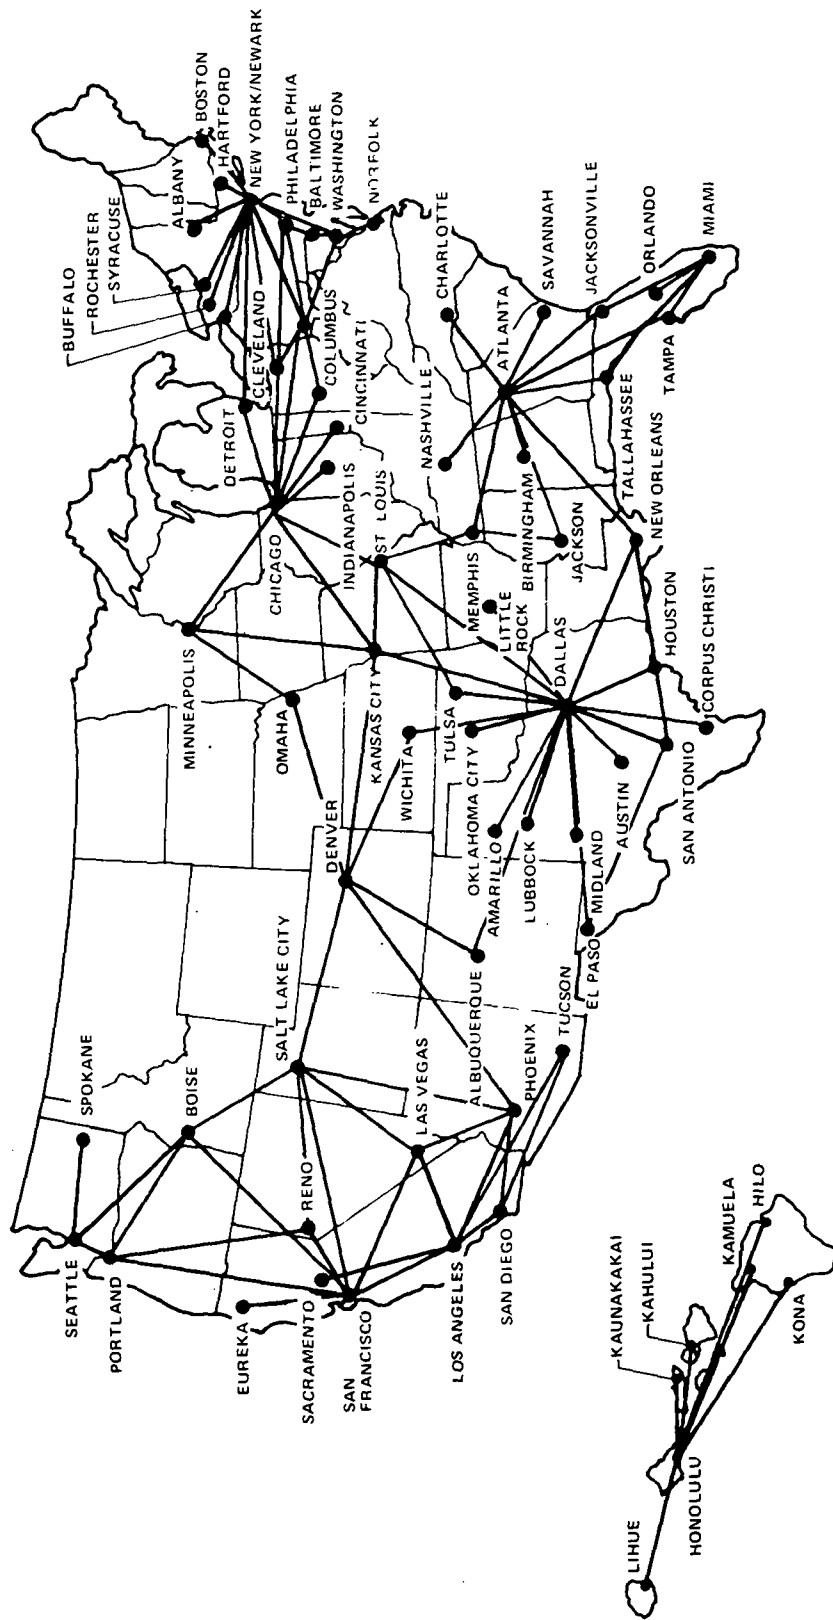 SEATTLE
PORTLAND
SPOKANE
BOISE
EUREKA
SACRAMENTO
SAN
FRANCISCO
RENO
SALT LAKE CITY
LAS VEGAS
LOS ANGELES
SAN DIEGO
PHOENIX
TUCSON
ALBUQUERQUE
EL PASO
DENVER
MINNEAPOLIS
OMAHA
KANSAS CITY
WICHITA
TULSA
OKLAHOMA CITY
AMARILLO
LUBBOCK
MIDLAND
AUSTIN
SAN ANTONIO
CORPUS CHRISTI
HOUSTON
DALLAS
LITTLE
ROCK
MEMPHIS
ST LOUIS
CHICAGO
INDIANAPOLIS
CINCINNATI
COLUMBUS
CLEVELAND
DETROIT
BUFFALO
ROCHESTER
SYRACUSE
ALBANY
BOSTON
HARTFORD
NEW YORK/NEWARK
PHILADELPHIA
BALTIMORE
WASHINGTON
NORFOLK
CHARLOTTE
NASHVILLE
ATLANTA
SAVANNAH
BIRMINGHAM
JACKSON
JACKSONVILLE
TALLAHASSEE
NEW ORLEANS
ORLANDO
TAMPA
MIAMI
LIHUE
HONOLULU
KAUNAKAKAI
KAHULUI
KAMUELA
HILO
KONA